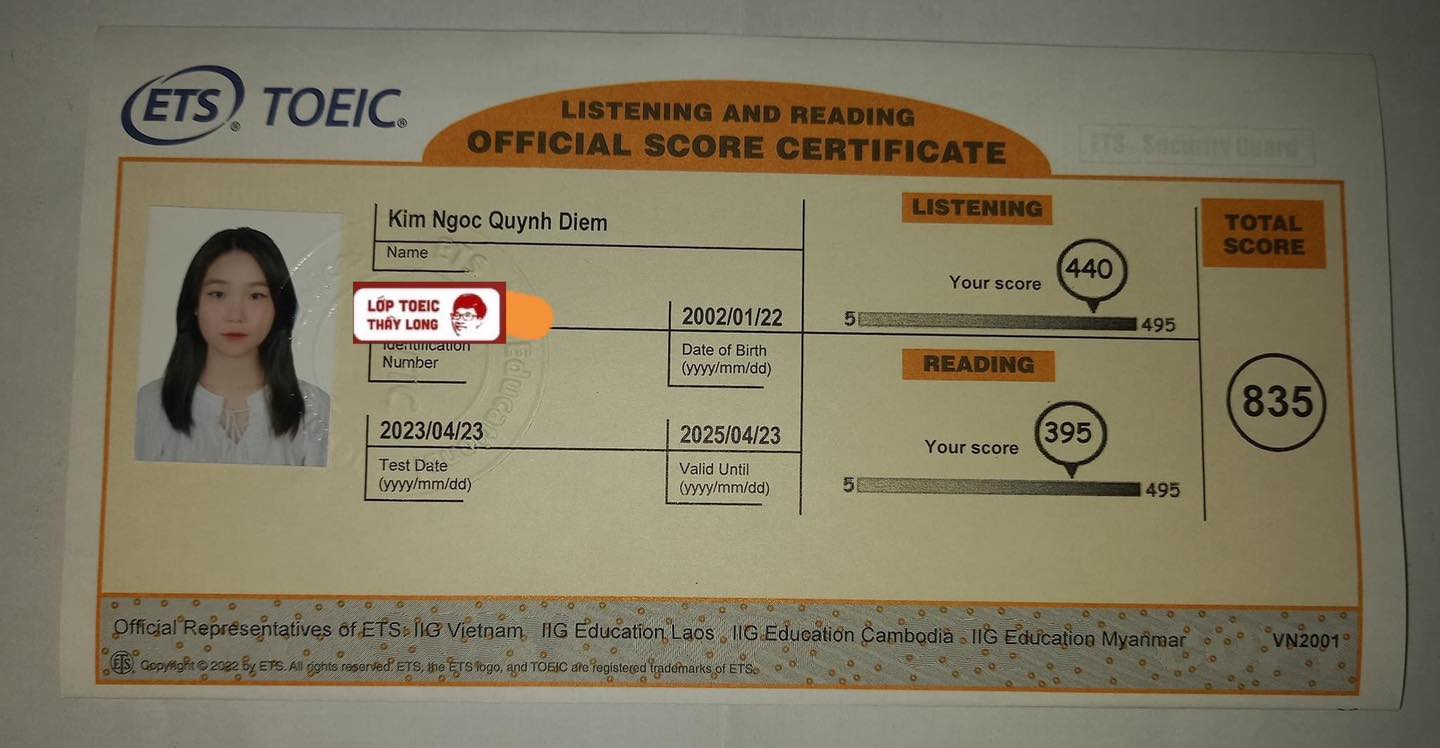 ETS® TOEIC®
LISTENING AND READING
OFFICIAL SCORE CERTIFICATE
ETS Security Guard
Kim Ngoc Quynh Diem
Name
LỚP TOEIC
THẦY LONG
Identification
Number
2002/01/22
Date of Birth
(yyyy/mm/dd)
2023/04/23
Test Date
(yyyy/mm/dd)
2025/04/23
Valid Until
(yyyy/mm/dd)
LISTENING
Your score
440
5
495
READING
Your score
395
5
495
TOTAL
SCORE
835
Official Representatives of ETS: IIG Vietnam IIG Education Laos IIG Education Cambodia IIG Education Myanmar VN2001
ETS Copyright © 2022 by ETS. All rights reserved. ETS, the ETS logo, and TOEIC are registered trademarks of ETS.